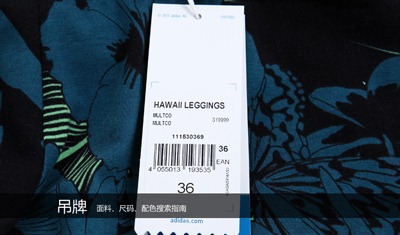 HAWAII LEGGINGS
MULTCO
MULTCO
S19999
111530369
36
EAN
4 055013 193535
36
吊牌 面料、尺码、配色搜索指南
adidas.com